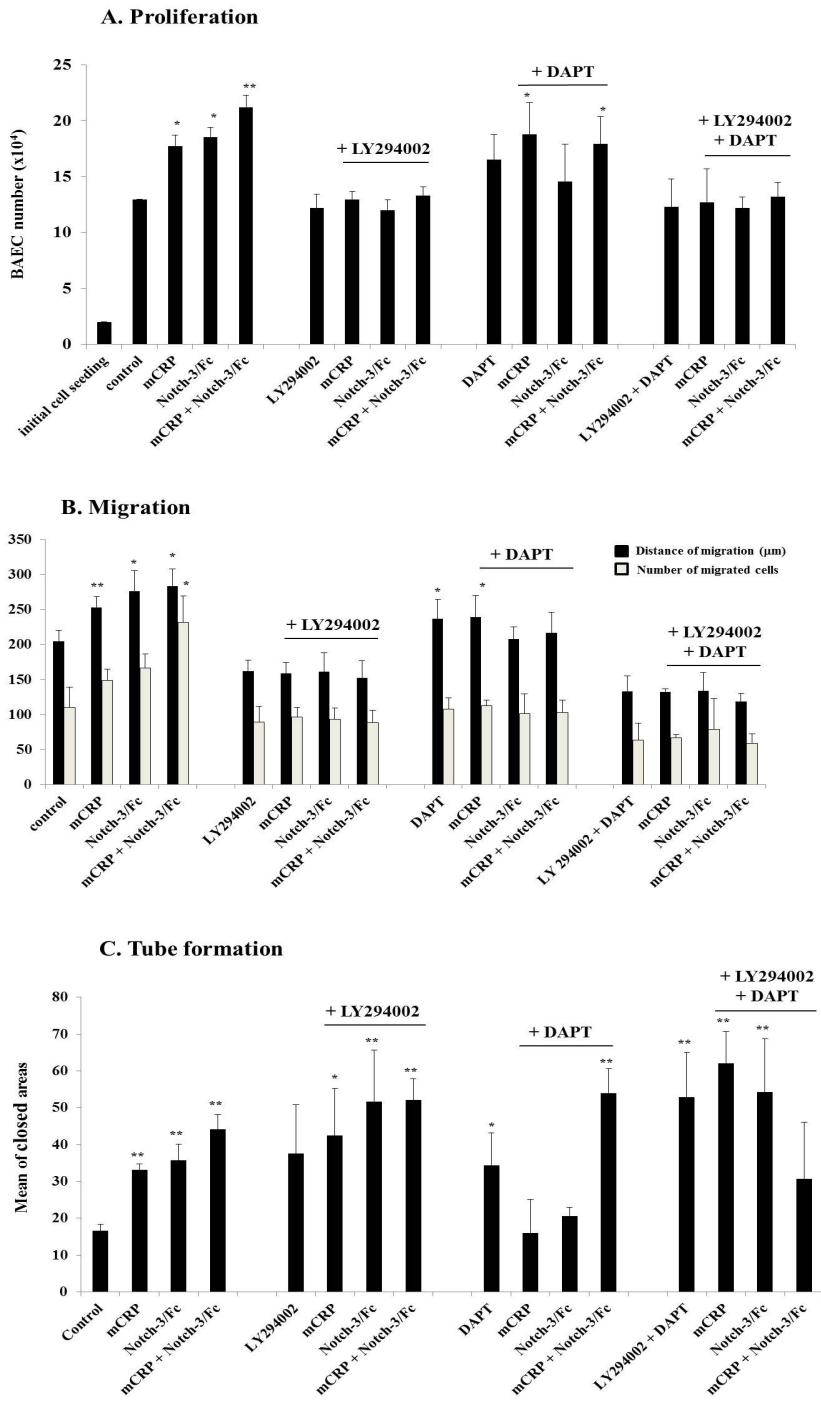 A. Proliferation
BAEC number (x10⁴)
25
20
15
10
5
0
*
*
**
+ LY294002
+ DAPT
*
*
+ LY294002
+ DAPT
initial cell seeding
control
mCRP
Notch-3/Fc
mCRP + Notch-3/Fc
LY294002
mCRP
Notch-3/Fc
mCRP + Notch-3/Fc
DAPT
mCRP
Notch-3/Fc
mCRP + Notch-3/Fc
LY294002 + DAPT
mCRP
Notch-3/Fc
mCRP + Notch-3/Fc
B. Migration
350
300
250
200
150
100
50
0
**
*
*
*
+ LY294002
+ DAPT
*
*
Distance of migration (µm)
Number of migrated cells
+ LY294002
+ DAPT
control
mCRP
Notch-3/Fc
mCRP + Notch-3/Fc
LY294002
mCRP
Notch-3/Fc
mCRP + Notch-3/Fc
DAPT
mCRP
Notch-3/Fc
mCRP + Notch-3/Fc
LY 294002 + DAPT
mCRP
Notch-3/Fc
mCRP + Notch-3/Fc
C. Tube formation
Mean of closed areas
80
70
60
50
40
30
20
10
0
**
**
**
+ LY294002
*
**
**
+ DAPT
*
**
+ LY294002
+ DAPT
**
**
**
Control
mCRP
Notch-3/Fc
mCRP + Notch-3/Fc
LY294002
mCRP
Notch-3/Fc
mCRP + Notch-3/Fc
DAPT
mCRP
Notch-3/Fc
mCRP + Notch-3/Fc
LY294002 + DAPT
mCRP
Notch-3/Fc
mCRP + Notch-3/Fc